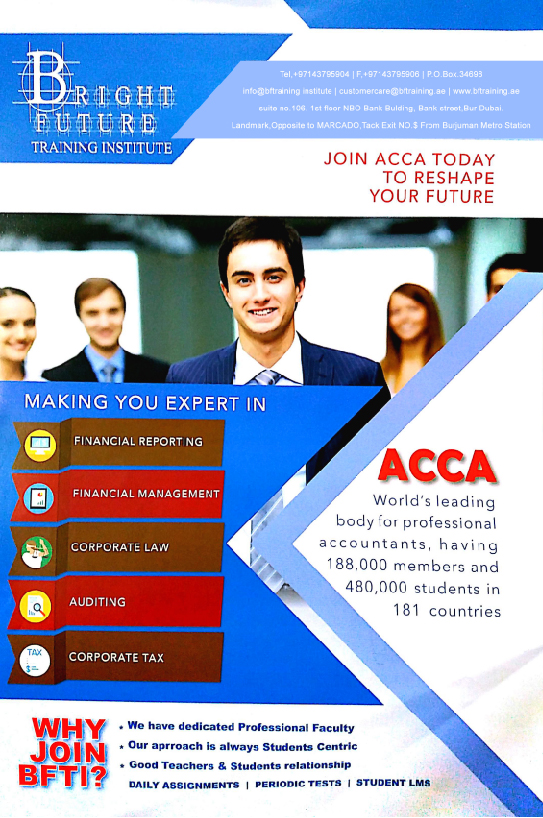 BRIGHT
FUTURE
TRAINING INSTITUTE
Tel,+97143795904 | F,+97143795906 | P.O.Box.34693
info@bftraining institute | customercare@bftraining.ae | www.bftraining.ae
suite no.106. 1st floor NBO Bank Bulding, Bank street,Bur Dubai.
Landmark,Opposite to MARCADO,Tack Exit NO.$ From Burjuman Metro Station
JOIN ACCA TODAY
TO RESHAPE
YOUR FUTURE
MAKING YOU EXPERT IN
FINANCIAL REPORTING
FINANCIAL MANAGEMENT
CORPORATE LAW
AUDITING
TAX
CORPORATE TAX
ACCA
World's leading
body for professional
accountants, having
188,000 members and
480,000 students in
181 countries
WHY
JOIN
BFTI?
★ We have dedicated Professional Faculty
★ Our aprroach is always Students Centric
★ Good Teachers & Students relationship
DAILY ASSIGNMENTS | PERIODIC TESTS | STUDENT LMS